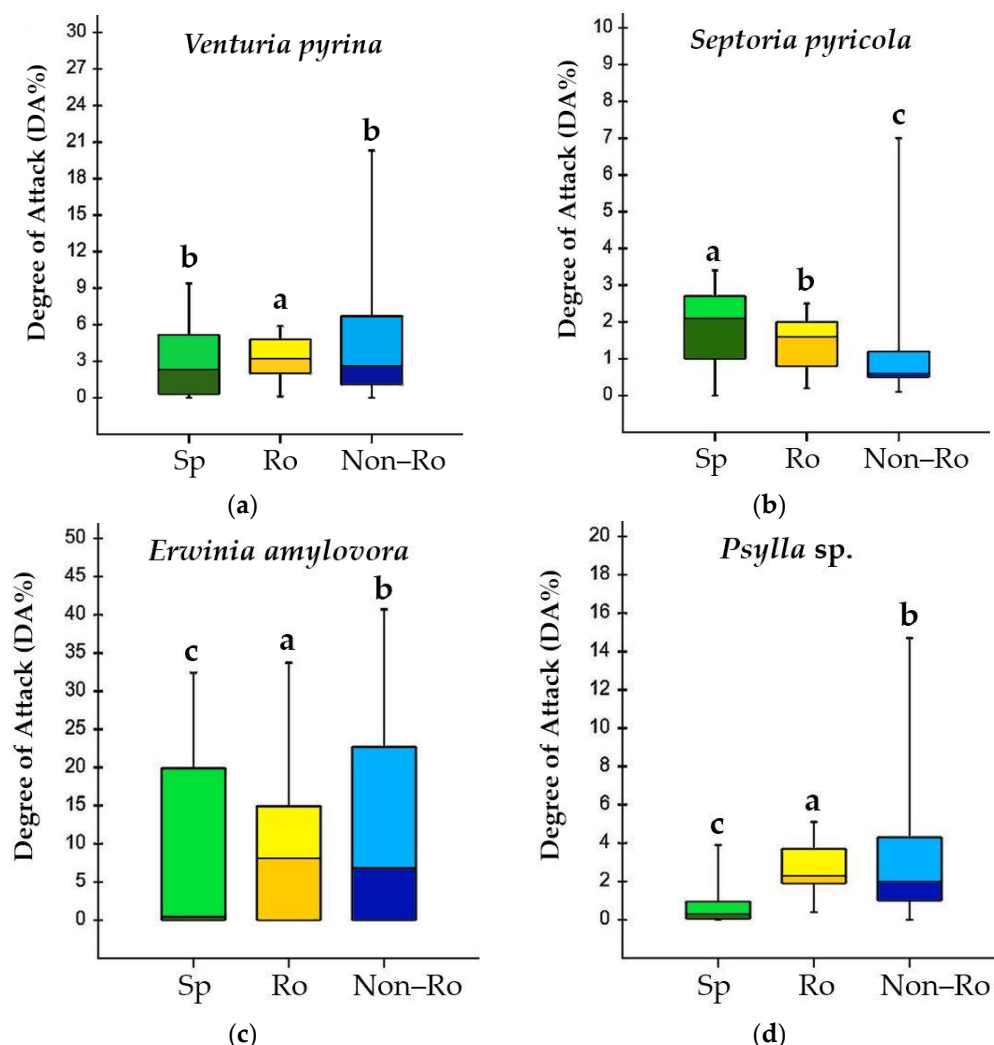 Venturia pyrina
Degree of Attack (DA%)
30
27
24
21
18
15
12
9
6
3
0
b
a
b
Sp Ro Non–Ro
(a)
Septoria pyricola
Degree of Attack (DA%)
10
9
8
7
6
5
4
3
2
1
0
a
b
c
Sp Ro Non–Ro
(b)
Erwinia amylovora
Degree of Attack (DA%)
50
45
40
35
30
25
20
15
10
5
0
c
a
b
Sp Ro Non–Ro
(c)
Psylla sp.
Degree of Attack (DA%)
20
18
16
14
12
10
8
6
4
2
0
c
a
b
Sp Ro Non–Ro
(d)